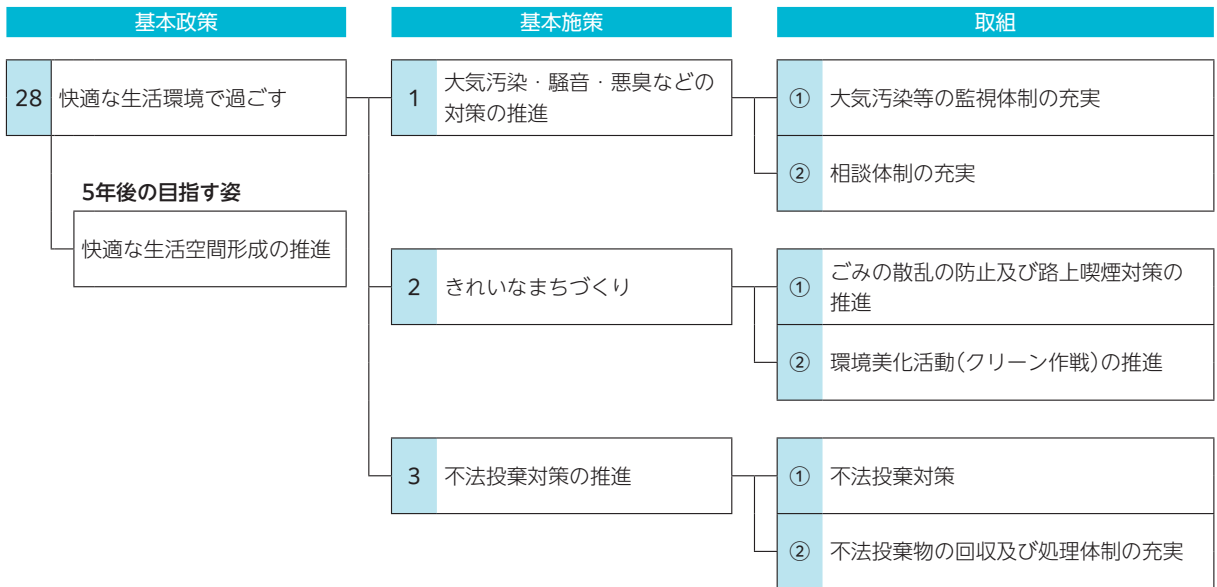 基本政策
基本施策
取組
28 快適な生活環境で過ごす
5年後の目指す姿
快適な生活空間形成の推進
1 大気汚染・騒音・悪臭などの
対策の推進
① 大気汚染等の監視体制の充実
② 相談体制の充実
2 きれいなまちづくり
① ごみの散乱の防止及び路上喫煙対策の
推進
② 環境美化活動(クリーン作戦)の推進
3 不法投棄対策の推進
① 不法投棄対策
② 不法投棄物の回収及び処理体制の充実